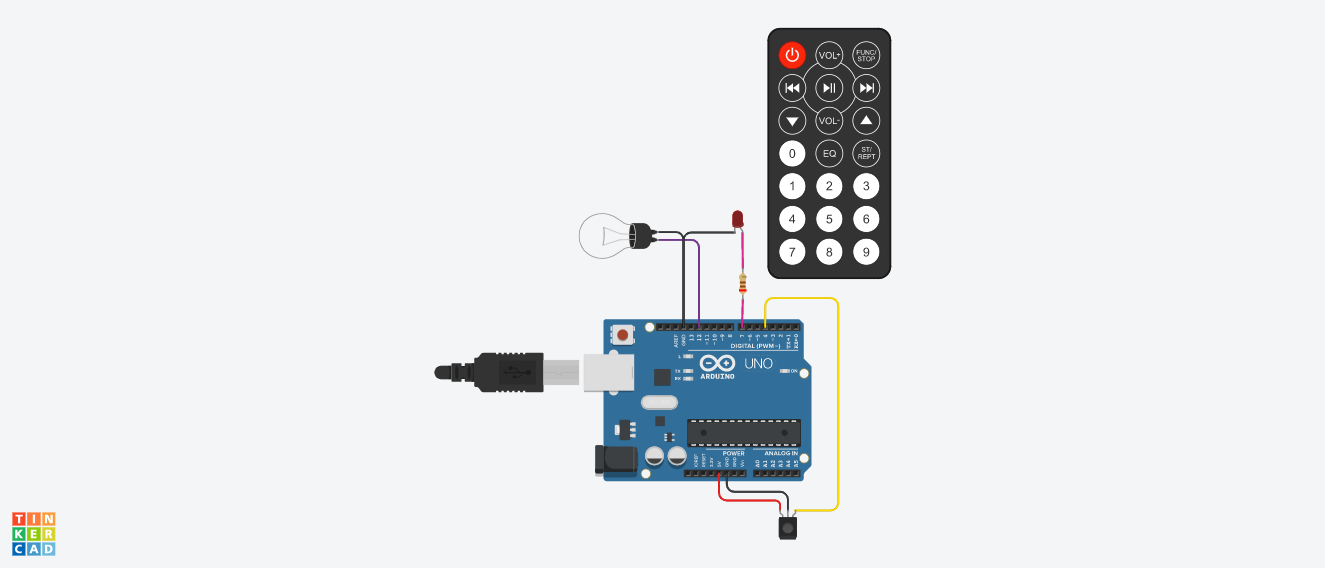 VOL+
FUNC/
STOP
VOL-
0
EQ
ST/
REPT
1
2
3
4
5
6
7
8
9
AREF
GND
13
12
~11
~10
~9
8
7
~6
~5
4
~3
2
TX→1
RX←0
DIGITAL (PWM~)
L
TX
RX
ARDUINO
UNO
ON
POWER
ANALOG IN
IOREF
RESET
3.3V
5V
GND
GND
Vin
A0
A1
A2
A3
A4
A5
TIN
KER
CAD